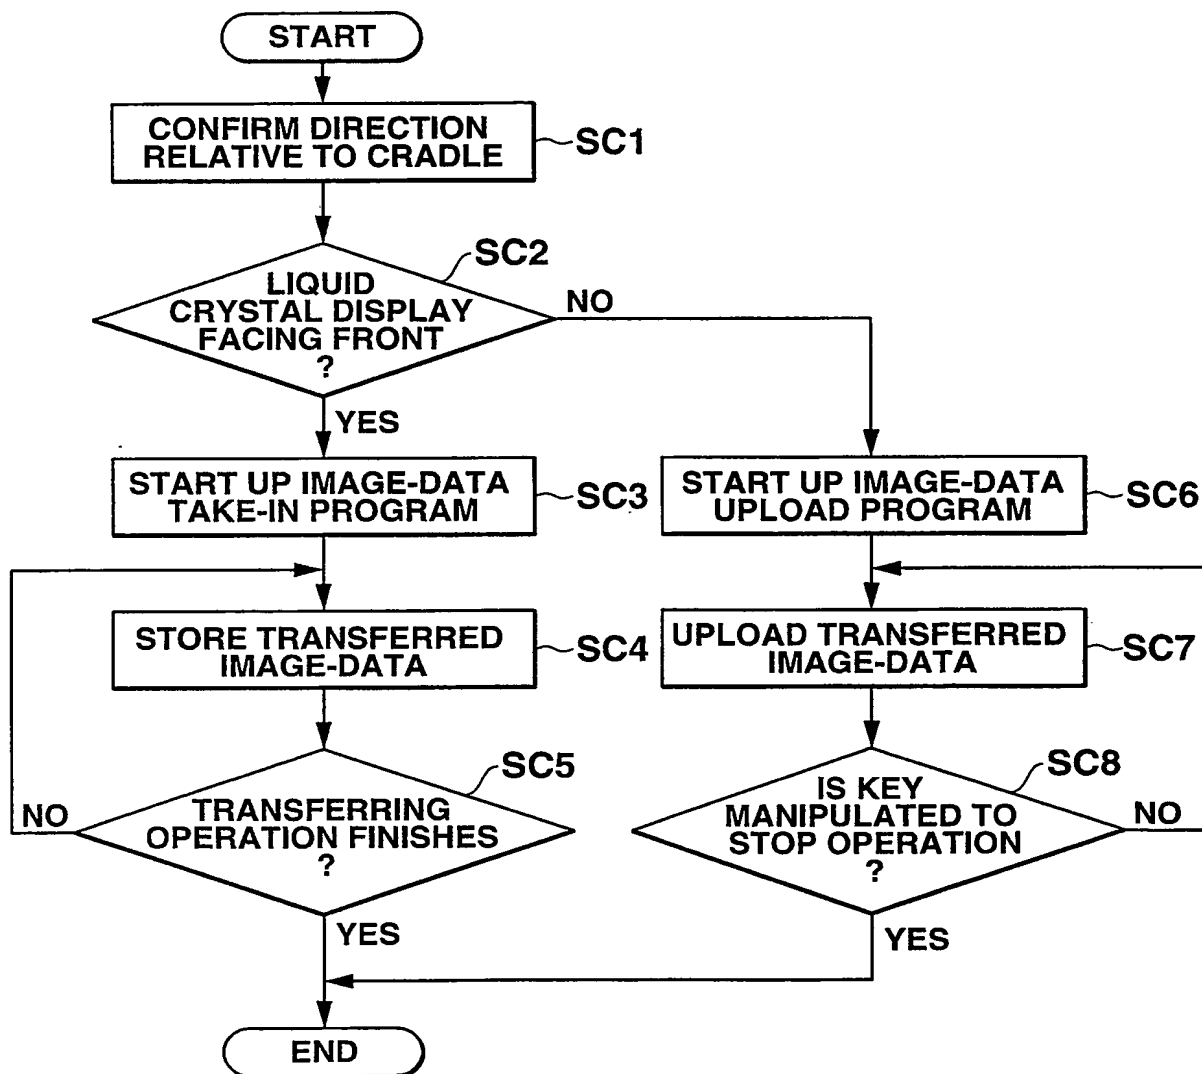 START
CONFIRM DIRECTION
RELATIVE TO CRADLE
SC1
SC2
LIQUID
CRYSTAL DISPLAY
FACING FRONT
?
NO
YES
START UP IMAGE-DATA
TAKE-IN PROGRAM
SC3
START UP IMAGE-DATA
UPLOAD PROGRAM
SC6
STORE TRANSFERRED
IMAGE-DATA
SC4
UPLOAD TRANSFERRED
IMAGE-DATA
SC7
SC5
TRANSFERRING
OPERATION FINISHES
?
NO
YES
SC8
IS KEY
MANIPULATED TO
STOP OPERATION
?
NO
YES
END